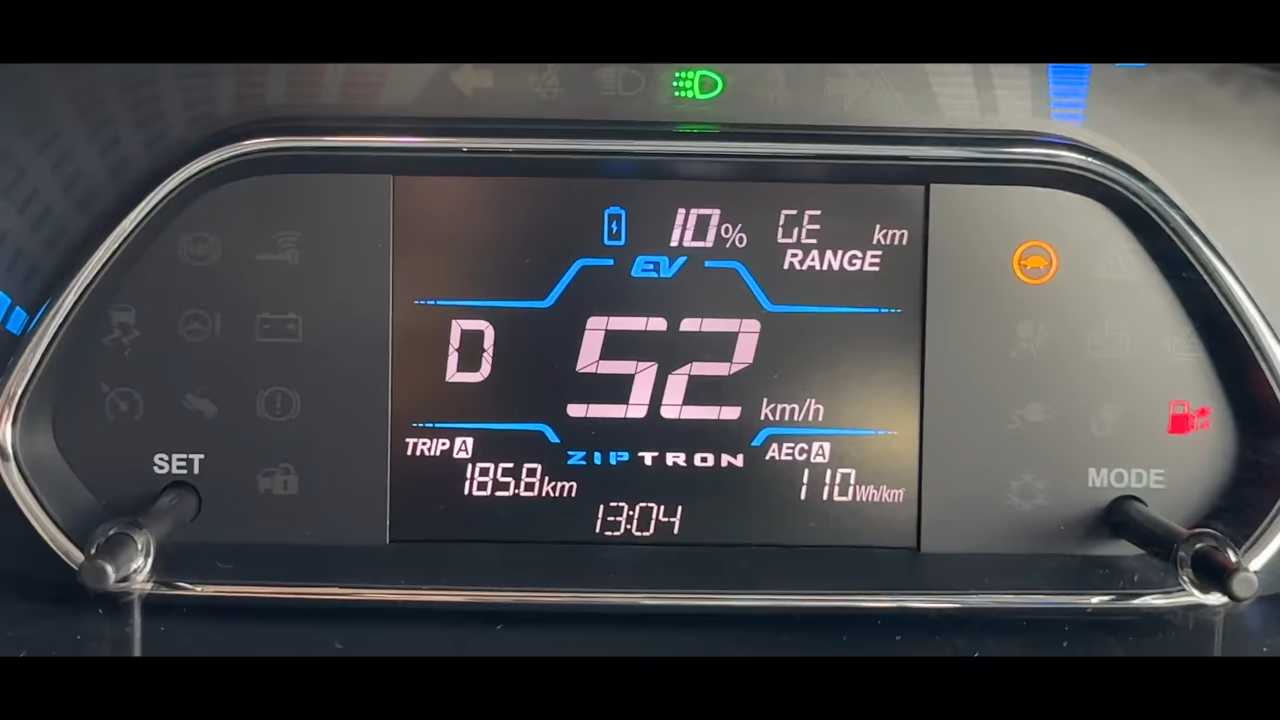 10% GE km
RANGE
EV
D 52 km/h
TRIP A
ZIPTRON
AEC A
185.8km
110Wh/km
13:04
SET
MODE